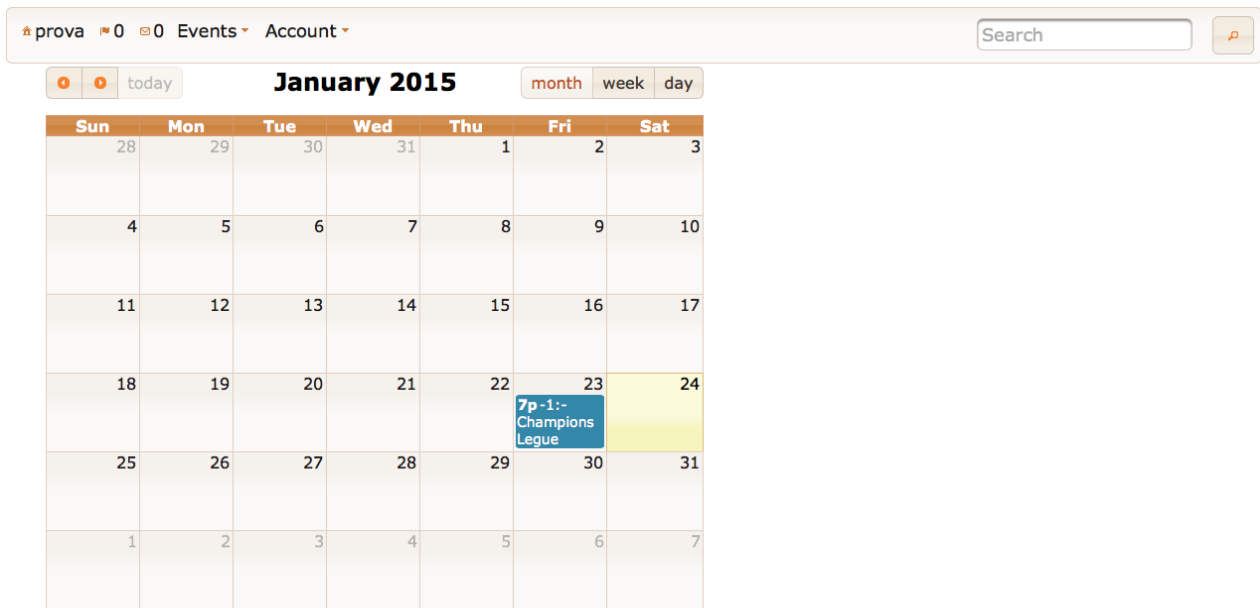 prova 0 0 Events Account Search
today January 2015 month week day
Sun Mon Tue Wed Thu Fri Sat
28 29 30 31 1 2 3
4 5 6 7 8 9 10
11 12 13 14 15 16 17
18 19 20 21 22 23 24
7p -1:-
Champions
Legue
25 26 27 28 29 30 31
1 2 3 4 5 6 7